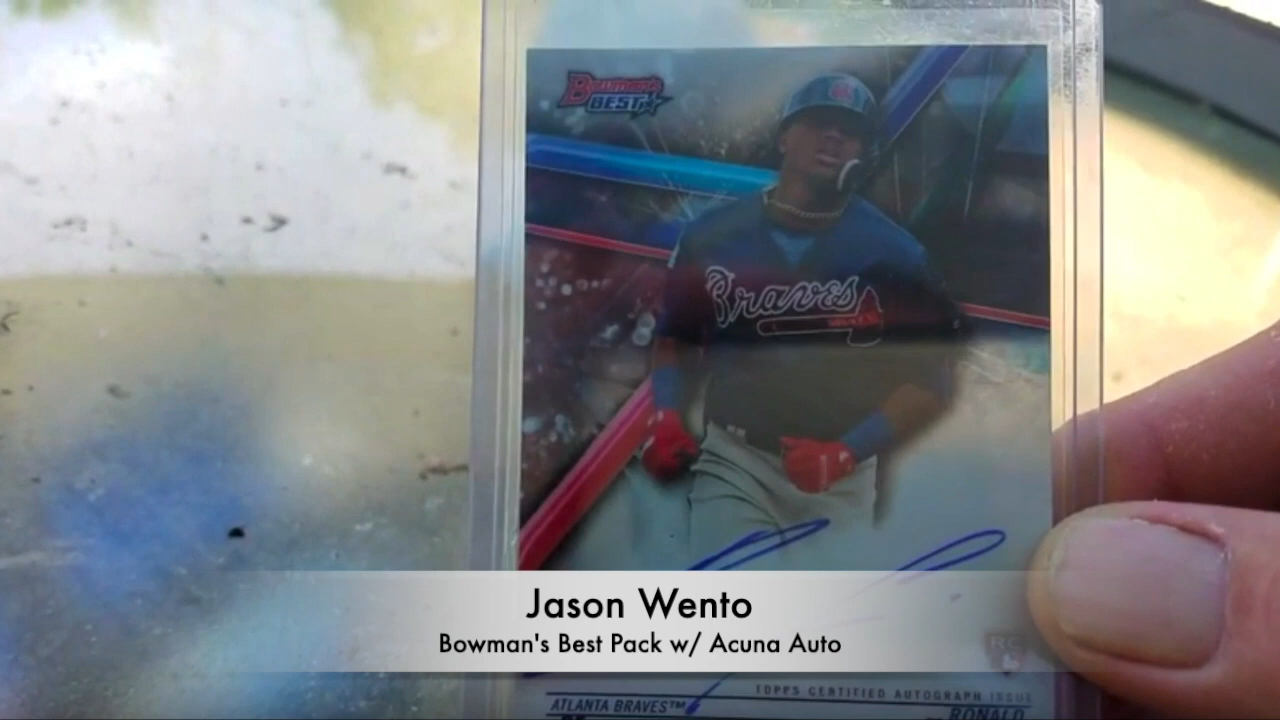 Bowman's
BEST
Braves
Jason Wento
Bowman's Best Pack w/ Acuna Auto
RC
TOPPS CERTIFIED AUTOGRAPH ISSUE
ATLANTA BRAVES™
RONALD